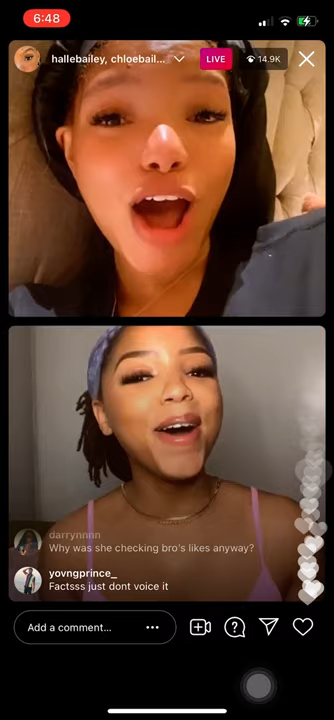 6:48
hallebailey, chloebail...
LIVE
14.9K
darrynnnn
Why was she checking bro's likes anyway?
yovngprince_
Factsss just dont voice it
Add a comment...